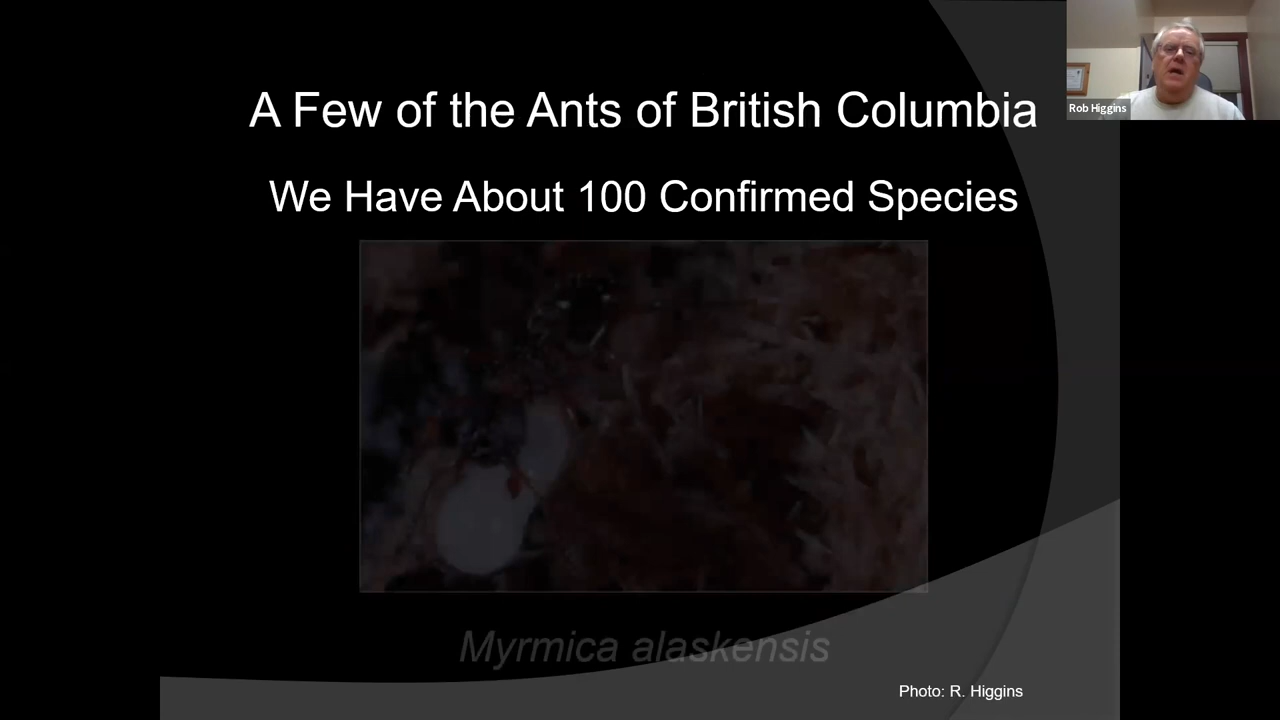 A Few of the Ants of British Columbia
Rob Higgins
We Have About 100 Confirmed Species
Myrmica alaskensis
Photo: R. Higgins